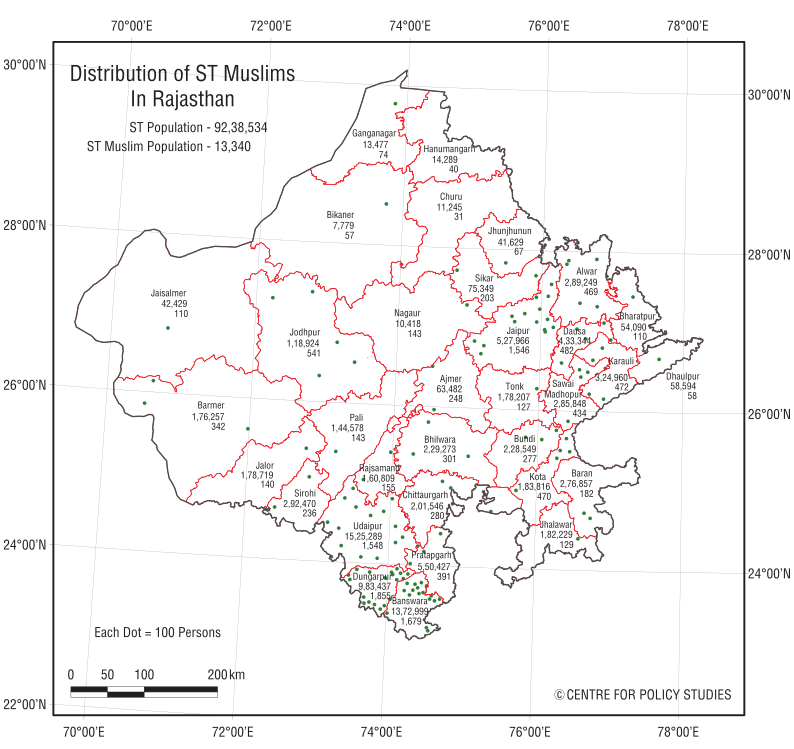 70°00'E 72°00'E 74°00'E 76°00'E 78°00'E
30°00'N
30°00'N
Distribution of ST Muslims
In Rajasthan
ST Population - 92,38,534
ST Muslim Population - 13,340
Ganganagar
13,477
74
Hanumangarh
14,289
40
Churu
11,245
31
Bikaner
7,779
57
Jhunjhunun
41,629
67
28°00'N
28°00'N
Sikar
75,349
203
Alwar
2,89,249
469
Jaisalmer
42,429
110
Nagaur
10,418
143
Bharatpur
54,090
110
Jodhpur
1,18,924
541
Jaipur
5,27,966
1,546
Dausa
4,33,344
482
Karauli
3,24,960
472
Dhaulpur
58,594
58
26°00'N
26°00'N
Ajmer
63,482
248
Tonk
1,78,207
127
Sawai
Madhopur
2,85,848
434
Barmer
1,76,257
342
Pali
1,44,578
143
Bhilwara
2,29,273
301
Bundi
2,28,549
277
Jalor
1,78,719
140
Rajsamand
1,60,809
155
Kota
1,83,816
470
Baran
2,76,857
182
Sirohi
2,92,470
236
Chittaurgarh
2,01,546
280
Udaipur
15,25,289
1,548
Jhalawar
1,82,229
129
24°00'N
24°00'N
Pratapgarh
5,50,427
391
Dungarpur
9,83,437
1,855
Banswara
13,72,999
1,679
Each Dot = 100 Persons
0 50 100 200 km
© CENTRE FOR POLICY STUDIES
22°00'N
70°00'E 72°00'E 74°00'E 76°00'E 78°00'E